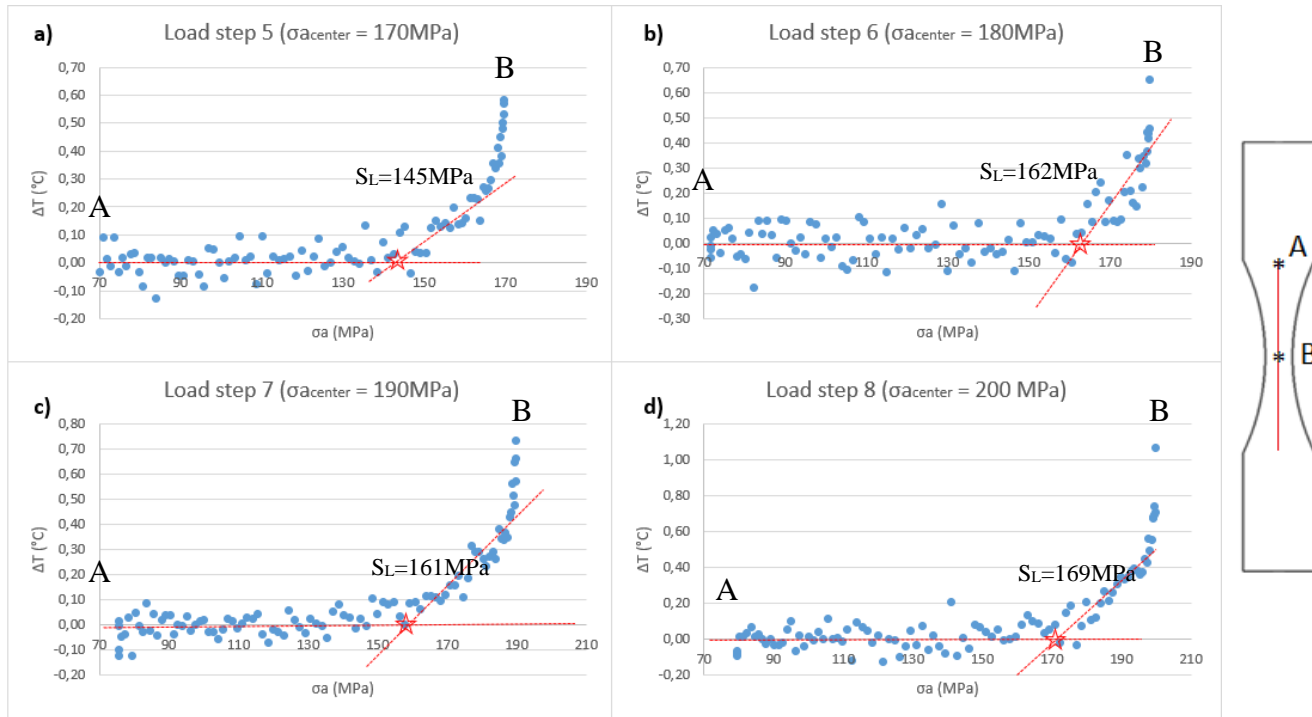 a) Load step 5 (σacenter = 170MPa)
B
0,70
0,60
0,50
0,40
0,30
0,20
0,10
0,00
-0,10
-0,20
ΔT (°C)
A
SL=145MPa
70 90 110 130 150 170 190
σa (MPa)
b) Load step 6 (σacenter = 180MPa)
B
0,70
0,60
0,50
0,40
0,30
0,20
0,10
0,00
-0,10
-0,20
-0,30
ΔT (°C)
A
SL=162MPa
70 90 110 130 150 170 190
σa (MPa)
c) Load step 7 (σacenter = 190MPa)
B
0,80
0,70
0,60
0,50
0,40
0,30
0,20
0,10
0,00
-0,10
-0,20
ΔT (°C)
A
SL=161MPa
70 90 110 130 150 170 190
σa (MPa)
d) Load step 8 (σacenter = 200 MPa)
B
1,20
1,00
0,80
0,60
0,40
0,20
0,00
-0,20
ΔT (°C)
A
SL=169MPa
70 90 110 130 150 170 190 210
σa (MPa)
* A
* B